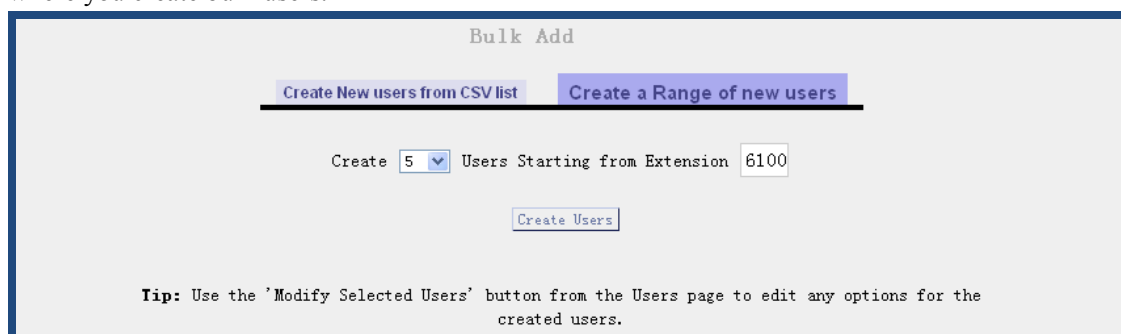 Bulk Add
Create New users from CSV list Create a Range of new users
Create 5 Users Starting from Extension 6100
Create Users
Tip: Use the 'Modify Selected Users' button from the Users page to edit any options for the
created users.